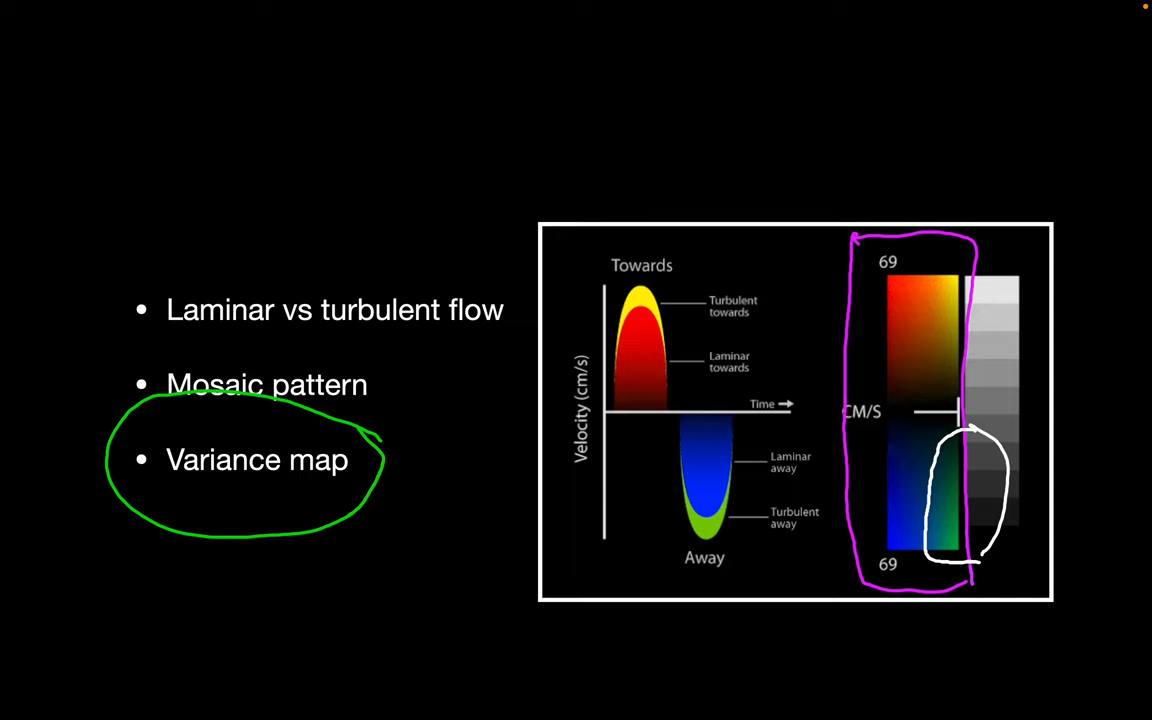 • Laminar vs turbulent flow
• Mosaic pattern
• Variance map
Towards
Turbulent
towards
Laminar
towards
Time
Velocity (cm/s)
Laminar
away
Turbulent
away
Away
69
CM/S
69